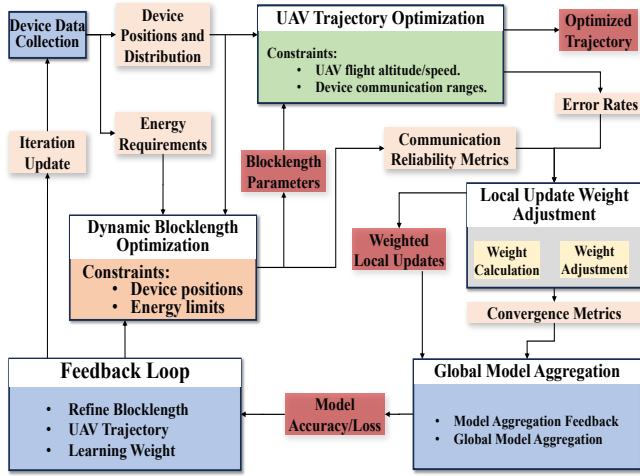 Device Data
Collection
Device
Positions and
Distribution
UAV Trajectory Optimization
Constraints:
• UAV flight altitude/speed.
• Device communication ranges.
Optimized
Trajectory
Error Rates
Iteration
Update
Energy
Requirements
Blocklength
Parameters
Communication
Reliability Metrics
Dynamic Blocklength
Optimization
Constraints:
• Device positions
• Energy limits
Weighted
Local Updates
Local Update Weight
Adjustment
Weight
Calculation
Weight
Adjustment
Convergence Metrics
Feedback Loop
• Refine Blocklength
• UAV Trajectory
• Learning Weight
Model
Accuracy/Loss
Global Model Aggregation
• Model Aggregation Feedback
• Global Model Aggregation